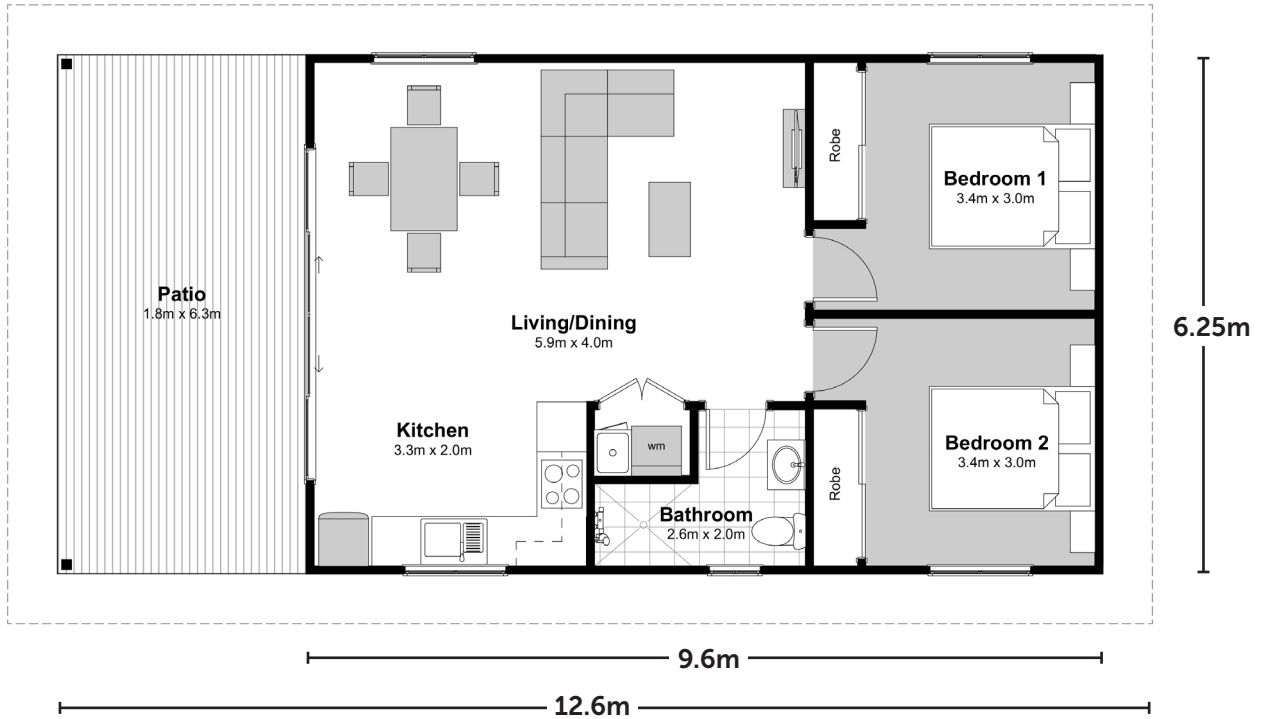 Robe
Bedroom 1
3.4m x 3.0m
Patio
1.8m x 6.3m
Living/Dining
5.9m x 4.0m
6.25m
Kitchen
3.3m x 2.0m
wm
Bedroom 2
3.4m x 3.0m
Robe
Bathroom
2.6m x 2.0m
9.6m
12.6m